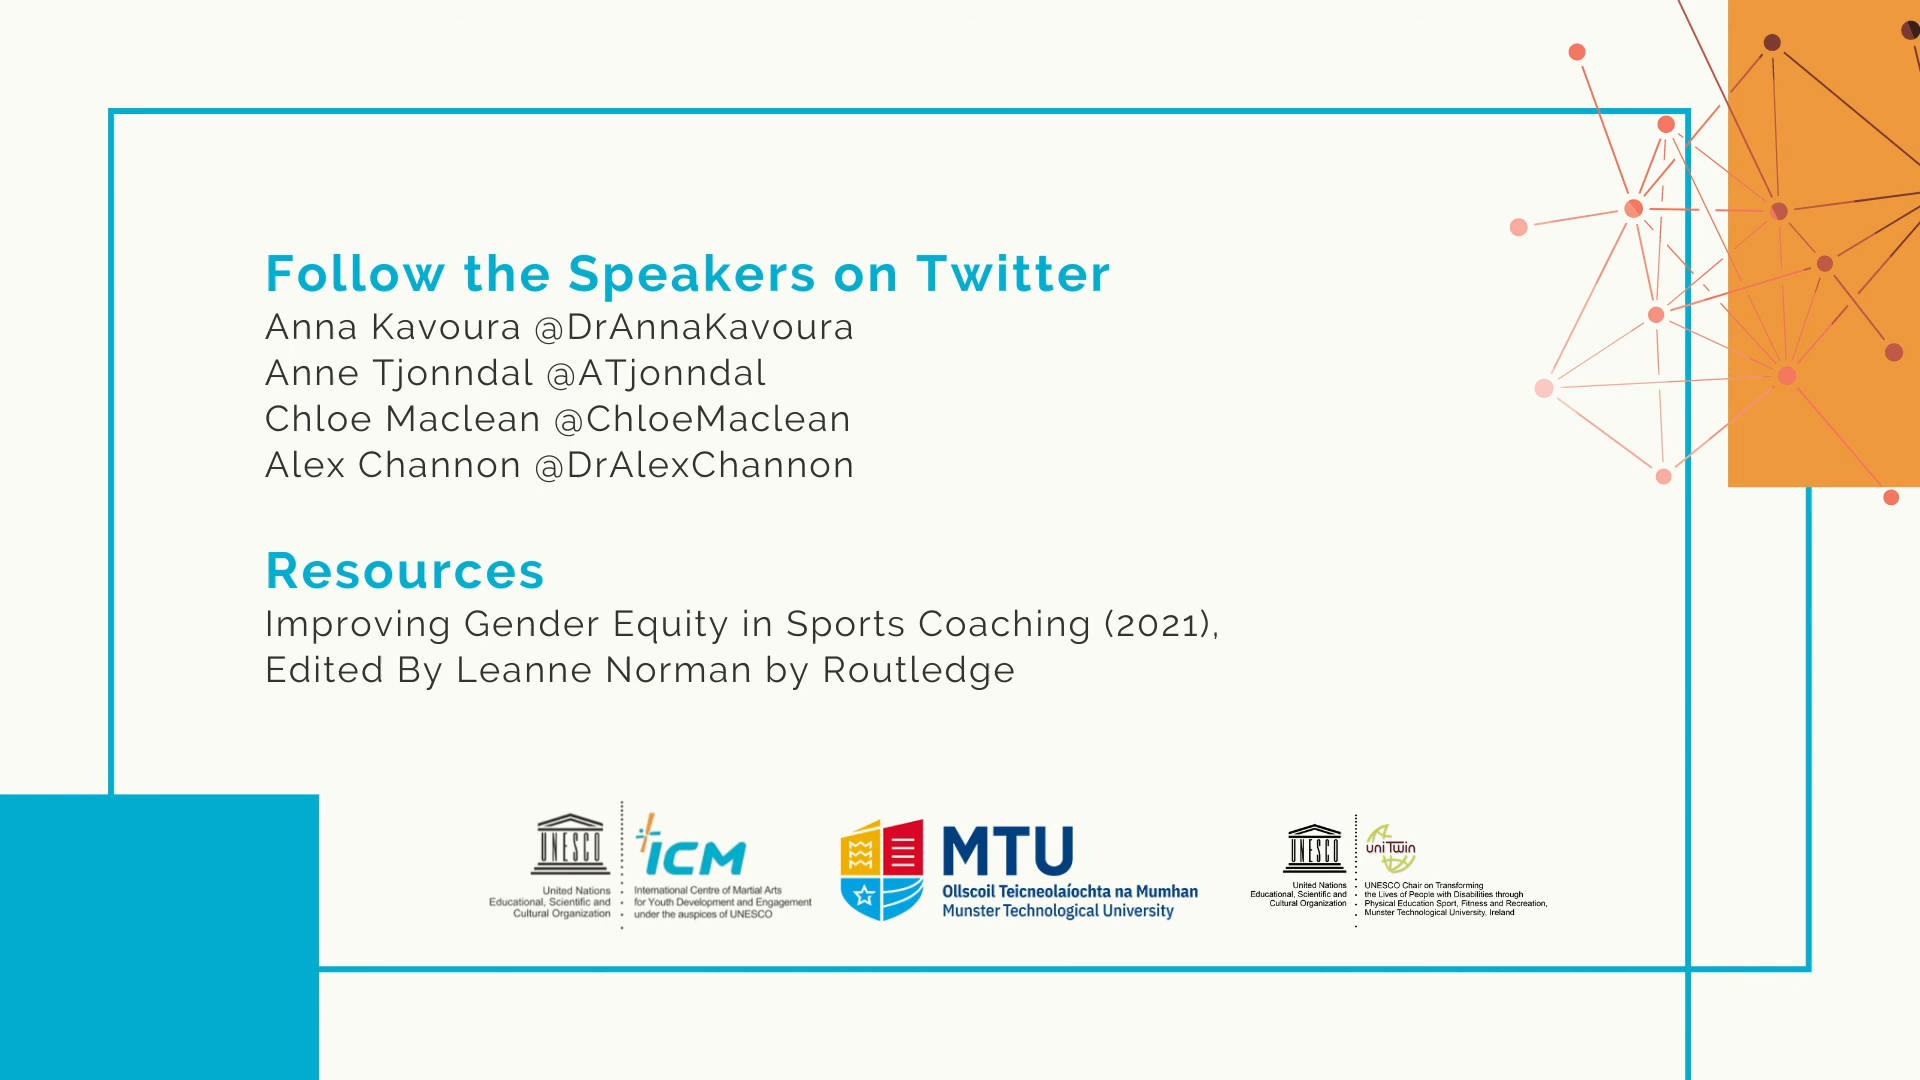 Follow the Speakers on Twitter
Anna Kavoura @DrAnnaKavoura
Anne Tjonndal @ATjonndal
Chloe Maclean @ChloeMaclean
Alex Channon @DrAlexChannon
Resources
Improving Gender Equity in Sports Coaching (2021),
Edited By Leanne Norman by Routledge
UNESCO
United Nations
Educational, Scientific and
Cultural Organization
ICM
International Centre of Martial Arts
for Youth Development and Engagement
under the auspices of UNESCO
MTU
Ollscoil Teicneolaíochta na Mumhan
Munster Technological University
UNESCO
United Nations
Educational, Scientific and
Cultural Organization
uniTwin
UNESCO Chair on Transforming
the Lives of People with Disabilities through
Physical Education Sport, Fitness and Recreation,
Munster Technological University, Ireland